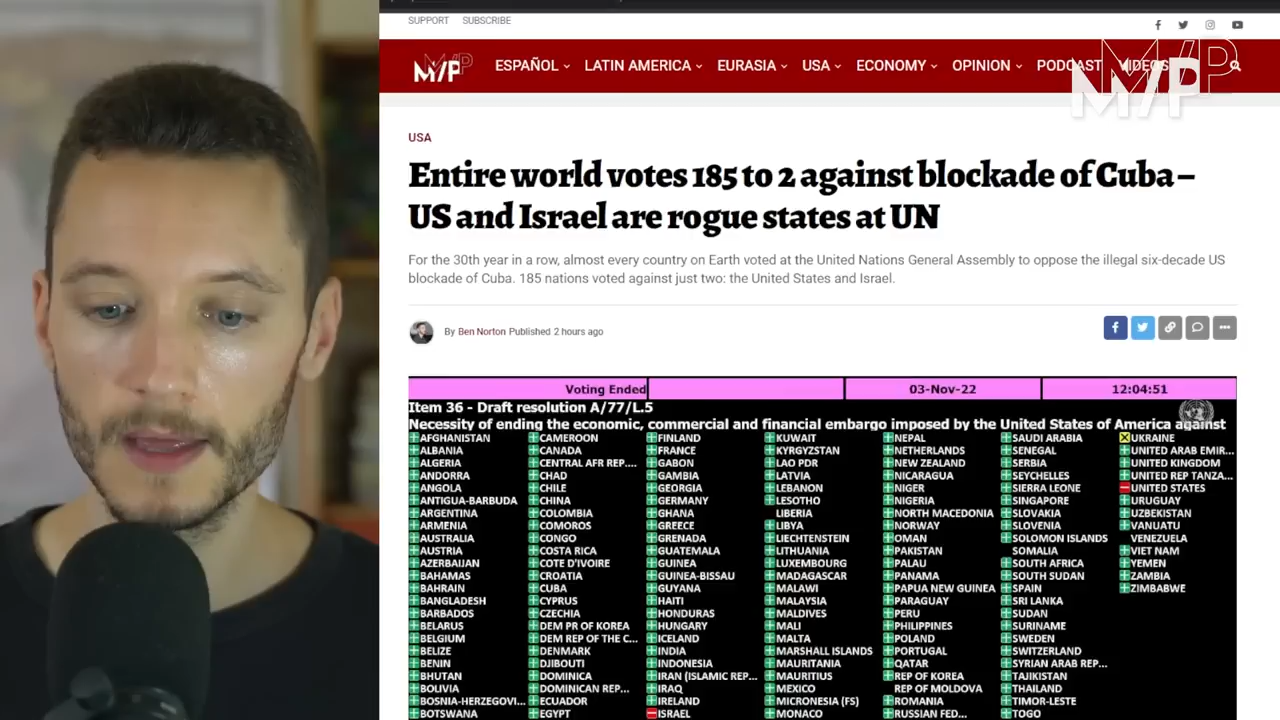 SUPPORT SUBSCRIBE
M/P ESPAÑOL LATIN AMERICA EURASIA USA ECONOMY OPINION PODCAST VIDEOS
M/P
USA
Entire world votes 185 to 2 against blockade of Cuba –
US and Israel are rogue states at UN
For the 30th year in a row, almost every country on Earth voted at the United Nations General Assembly to oppose the illegal six-decade US
blockade of Cuba. 185 nations voted against just two: the United States and Israel.
By Ben Norton Published 2 hours ago
Voting Ended 03-Nov-22 12:04:51
Item 36 - Draft resolution A/77/L.5
Necessity of ending the economic, commercial and financial embargo imposed by the United States of America against
AFGHANISTAN CAMEROON FINLAND KUWAIT NEPAL SAUDI ARABIA UKRAINE
ALBANIA CANADA FRANCE KYRGYZSTAN NETHERLANDS SENEGAL UNITED ARAB EMIR...
ALGERIA CENTRAL AFR REP.... GABON LAO PDR NEW ZEALAND SERBIA UNITED KINGDOM
ANDORRA CHAD GAMBIA LATVIA NICARAGUA SEYCHELLES UNITED REP TANZA...
ANGOLA CHILE GEORGIA LEBANON NIGER SIERRA LEONE UNITED STATES
ANTIGUA-BARBUDA CHINA GERMANY LESOTHO NIGERIA SINGAPORE URUGUAY
ARGENTINA COLOMBIA GHANA LIBERIA NORTH MACEDONIA SLOVAKIA UZBEKISTAN
ARMENIA COMOROS GREECE LIBYA NORWAY SLOVENIA VANUATU
AUSTRALIA CONGO GRENADA LIECHTENSTEIN OMAN SOLOMON ISLANDS VENEZUELA
AUSTRIA COSTA RICA GUATEMALA LITHUANIA PAKISTAN SOMALIA VIET NAM
AZERBAIJAN COTE D'IVOIRE GUINEA LUXEMBOURG PALAU SOUTH AFRICA YEMEN
BAHAMAS CROATIA GUINEA-BISSAU MADAGASCAR PANAMA SOUTH SUDAN ZAMBIA
BAHRAIN CUBA GUYANA MALAWI PAPUA NEW GUINEA SPAIN ZIMBABWE
BANGLADESH CYPRUS HAITI MALAYSIA PARAGUAY SRI LANKA
BARBADOS CZECHIA HONDURAS MALDIVES PERU SUDAN
BELARUS DEM PR OF KOREA HUNGARY MALI PHILIPPINES SURINAME
BELGIUM DEM REP OF THE C... ICELAND MALTA POLAND SWEDEN
BELIZE DENMARK INDIA MARSHALL ISLANDS PORTUGAL SWITZERLAND
BENIN DJIBOUTI INDONESIA MAURITANIA QATAR SYRIAN ARAB REP...
BHUTAN DOMINICA IRAN (ISLAMIC REP... MAURITIUS REP OF KOREA TAJIKISTAN
BOLIVIA DOMINICAN REP... IRAQ MEXICO REP OF MOLDOVA THAILAND
BOSNIA-HERZEGOVI... ECUADOR IRELAND MICRONESIA (FS) ROMANIA TIMOR-LESTE
BOTSWANA EGYPT ISRAEL MONACO RUSSIAN FED... TOGO